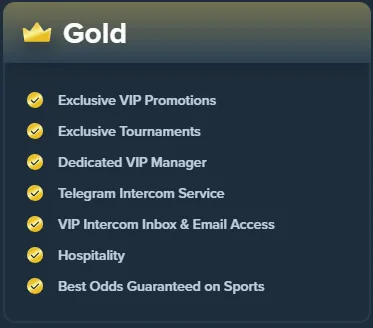 Gold
Exclusive VIP Promotions
Exclusive Tournaments
Dedicated VIP Manager
Telegram Intercom Service
VIP Intercom Inbox & Email Access
Hospitality
Best Odds Guaranteed on Sports